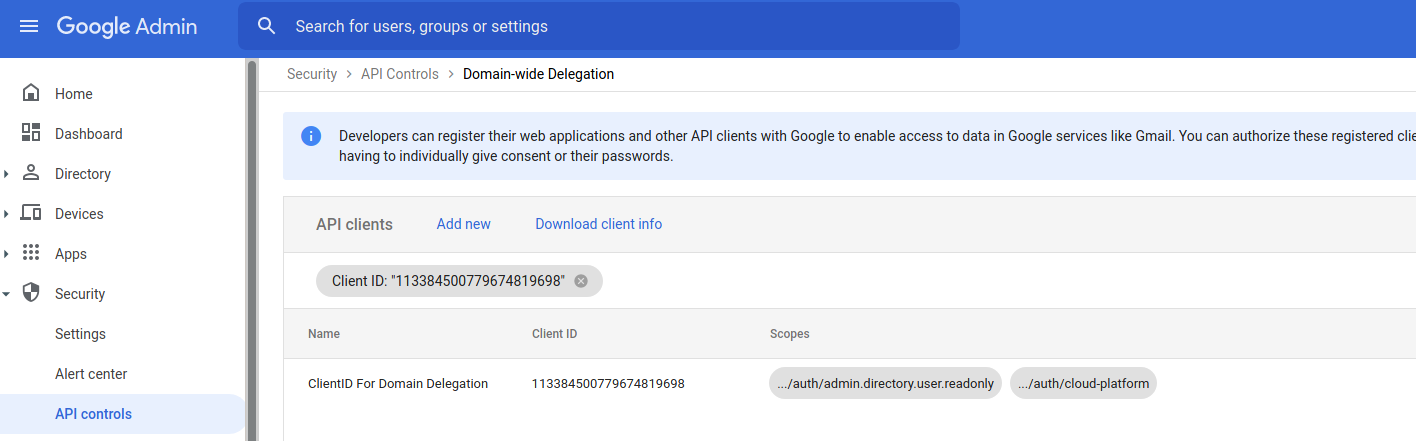 Google Admin
Search for users, groups or settings
Home
Dashboard
Directory
Devices
Apps
Security
Settings
Alert center
API controls
Security > API Controls > Domain-wide Delegation
Developers can register their web applications and other API clients with Google to enable access to data in Google services like Gmail. You can authorize these registered clie
having to individually give consent or their passwords.
API clients Add new Download client info
Client ID: "113384500779674819698"
Name Client ID Scopes
ClientID For Domain Delegation 113384500779674819698 .../auth/admin.directory.user.readonly .../auth/cloud-platform